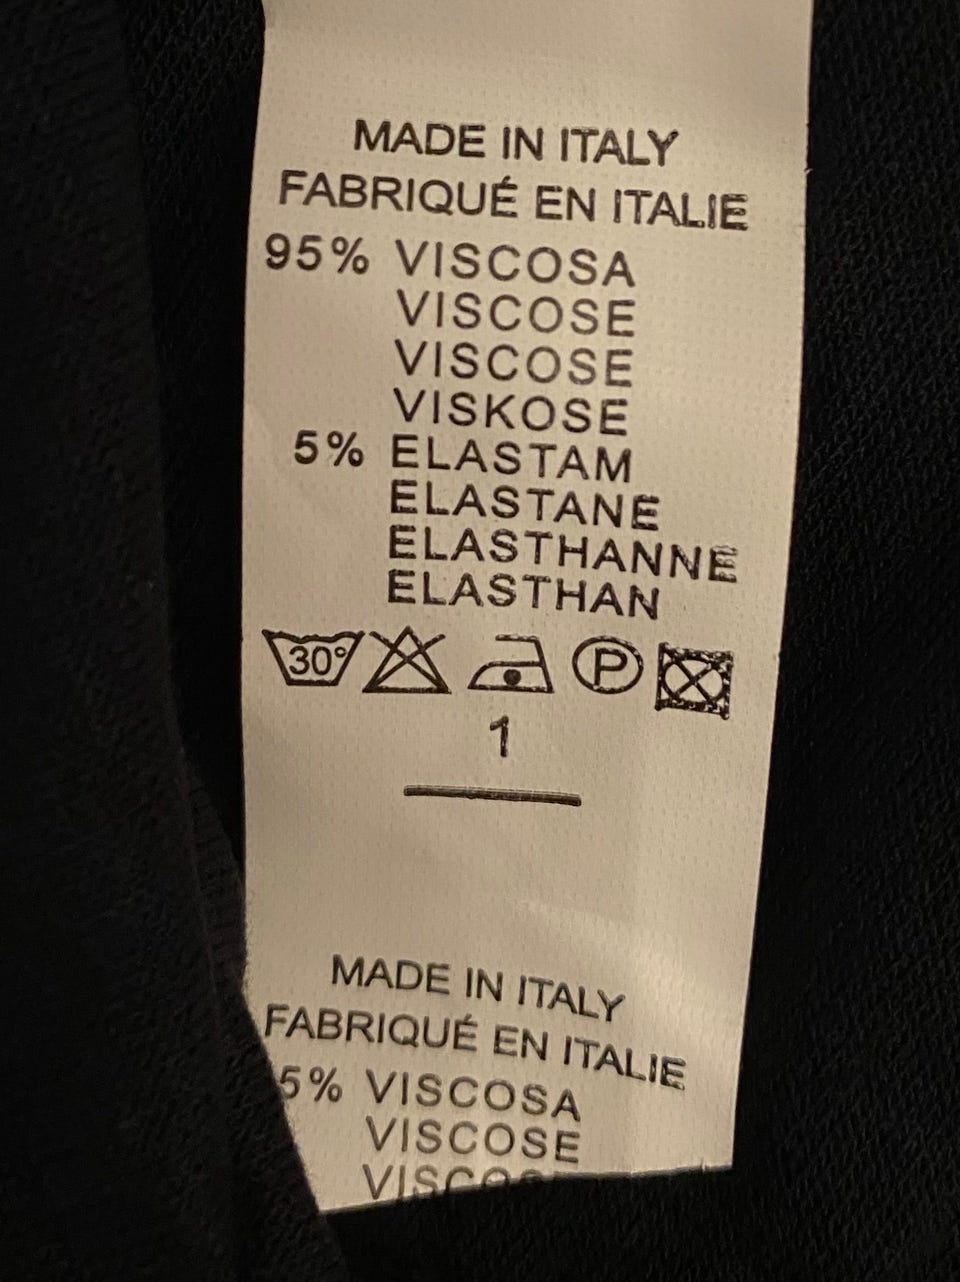 MADE IN ITALY
FABRIQUÉ EN ITALIE
95% VISCOSA
VISCOSE
VISCOSE
VISKOSE
5% ELASTAM
ELASTANE
ELASTHANNE
ELASTHAN
30° P
1
MADE IN ITALY
FABRIQUÉ EN ITALIE
5% VISCOSA
VISCOSE